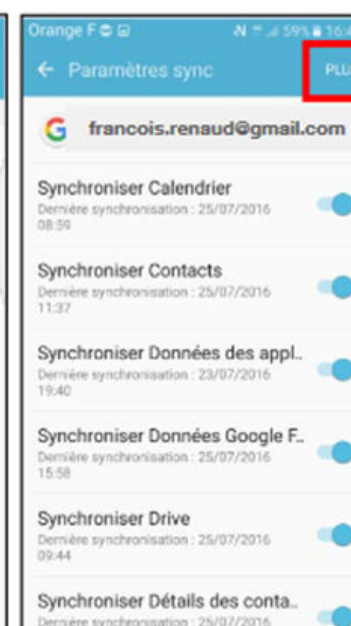 Orange F 59% 16:4
Paramètres sync PLU
G francois.renaud@gmail.com
Synchroniser Calendrier
Dernière synchronisation : 25/07/2016
08:59
Synchroniser Contacts
Dernière synchronisation : 25/07/2016
11:37
Synchroniser Données des appl..
Dernière synchronisation : 23/07/2016
19:40
Synchroniser Données Google F..
Dernière synchronisation : 25/07/2016
15:58
Synchroniser Drive
Dernière synchronisation : 25/07/2016
09:44
Synchroniser Détails des conta..
Dernière synchronisation : 25/07/2016